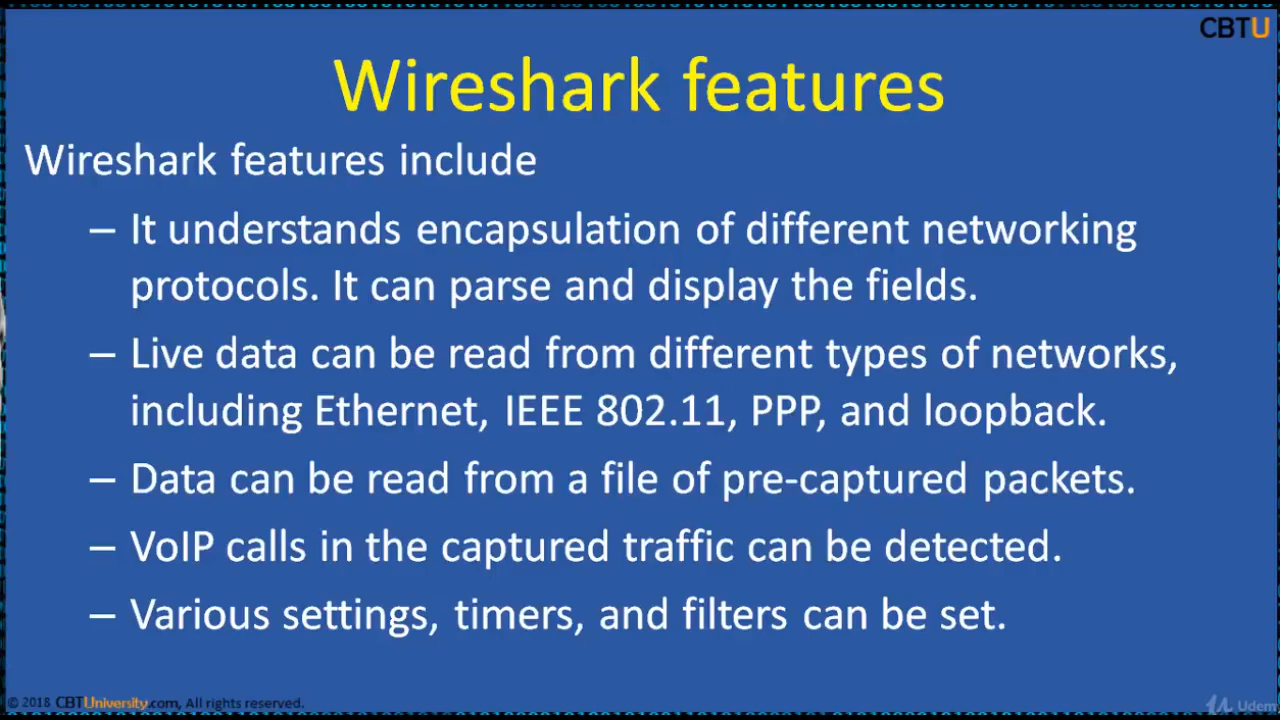 CBTU
Wireshark features
Wireshark features include
– It understands encapsulation of different networking
protocols. It can parse and display the fields.
– Live data can be read from different types of networks,
including Ethernet, IEEE 802.11, PPP, and loopback.
– Data can be read from a file of pre-captured packets.
– VoIP calls in the captured traffic can be detected.
– Various settings, timers, and filters can be set.
© 2018 CBTUniversity.com, All rights reserved.